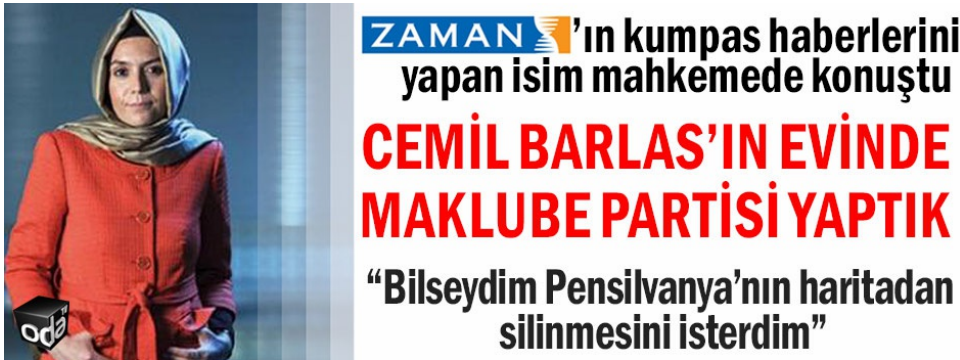 ZAMAN'ın kumpas haberlerini
yapan isim mahkemede konuştu
CEMİL BARLAS'IN EVİNDE
MAKLUBE PARTİSİ YAPTIK
“Bilseydim Pensilvanya’nın haritadan
silinmesini isterdim”
oda TV